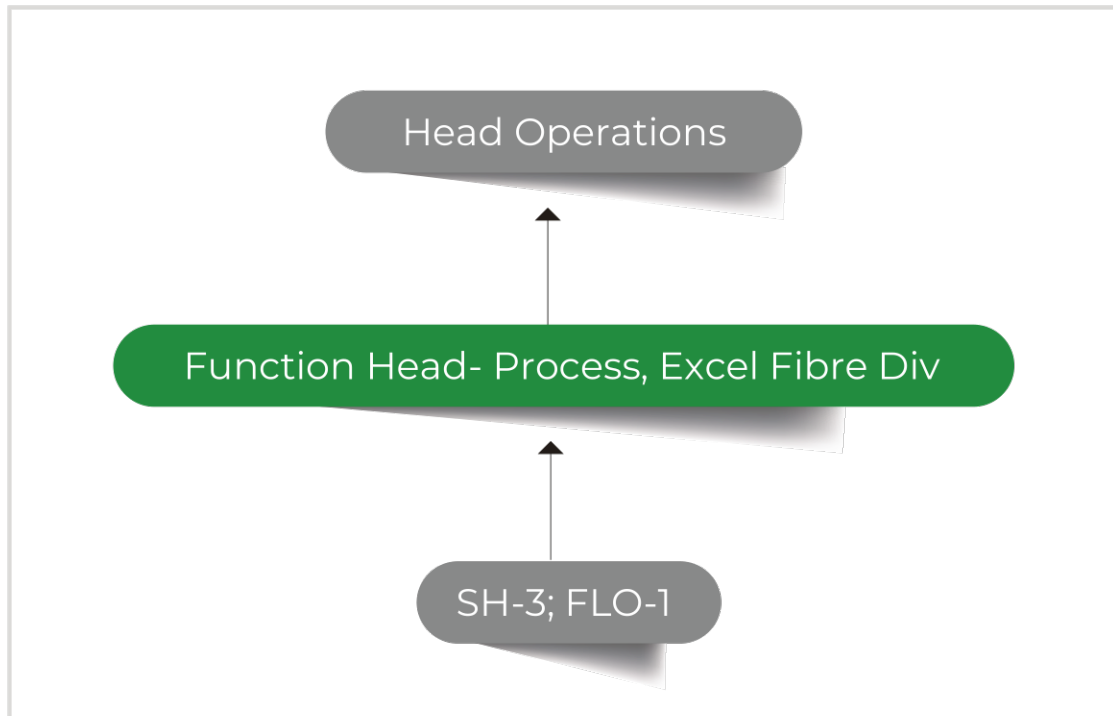 Head Operations
Function Head- Process, Excel Fibre Div
SH-3; FLO-1